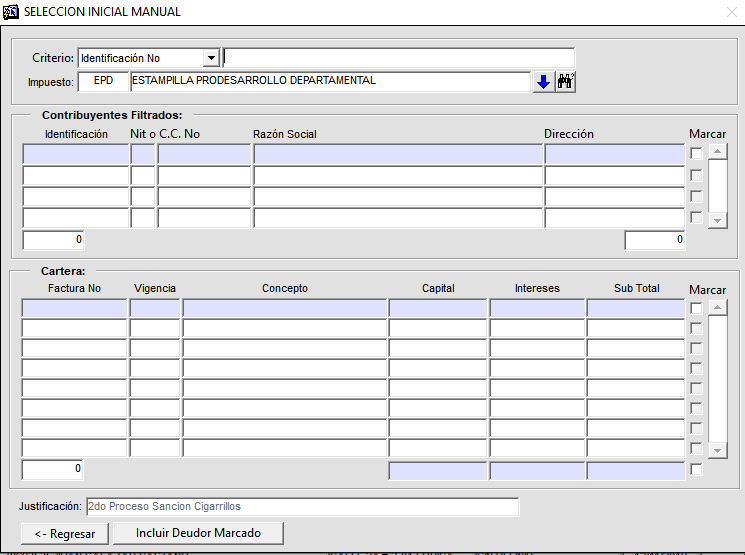 SELECCION INICIAL MANUAL
Criterio: Identificación No
Impuesto: EPD ESTAMPILLA PRODESARROLLO DEPARTAMENTAL
Contribuyentes Filtrados:
Identificación Nit o C.C. No Razón Social Dirección Marcar
0 0
Cartera:
Factura No Vigencia Concepto Capital Intereses Sub Total Marcar
0
Justificación: 2do Proceso Sancion Cigarrillos
<- Regresar Incluir Deudor Marcado